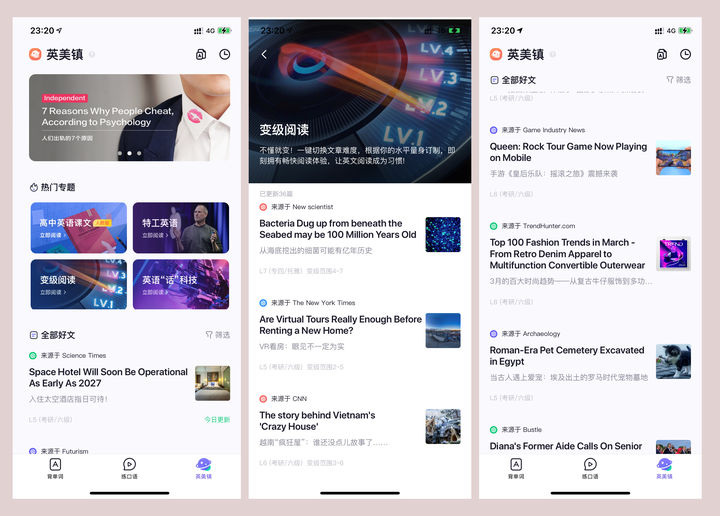 23:20
4G
英美镇
Independent
7 Reasons Why People Cheat,
According to Psychology
人们出轨的7个原因
热门专题
高中英语课文
立即阅读 >
特工英语
立即阅读 >
变级阅读
立即阅读 >
英语“话”科技
立即阅读 >
全部好文
筛选
来源于 Science Times
Space Hotel Will Soon Be Operational
As Early As 2027
入住太空酒店指日可待!
L5 (考研/六级)
今日更新
来源于 Futurism
背单词
练口语
英美镇
23:20
LV.4
LV.3
LV.2
LV.1
变级阅读
不懂就变!一键切换文章难度,根据你的水平量身订制,即
刻拥有畅快阅读体验,让英文阅读成为习惯!
已更新36篇
来源于 New scientist
Bacteria Dug up from beneath the
Seabed may be 100 Million Years Old
从海底挖出的细菌可能有亿年历史
L7 (专四/托雅) 变级范围4-7
来源于 The New York Times
Are Virtual Tours Really Enough Before
Renting a New Home?
VR看房:眼见不一定为实
L5 (考研/六级) 变级范围2-5
来源于 CNN
The story behind Vietnam's
'Crazy House'
越南“疯狂屋”:谁还没点儿故事了……
L6 (考研/六级) 变级范围3-6
23:20
4G
英美镇
全部好文
筛选
L5 (考研/六级)
来源于 Game Industry News
Queen: Rock Tour Game Now Playing
on Mobile
手游《皇后乐队:摇滚之旅》震撼来袭
L6 (考研/六级)
来源于 TrendHunter.com
Top 100 Fashion Trends in March -
From Retro Denim Apparel to
Multifunction Convertible Outerwear
3月的百大时尚趋势——从复古牛仔服饰到多功...
TREND
L6 (考研/六级)
来源于 Archaeology
Roman-Era Pet Cemetery Excavated
in Egypt
当古人遇上爱宠:埃及出土的罗马时代宠物墓地
L5 (考研/六级)
来源于 Bustle
Diana's Former Aide Calls On Senior
背单词
练口语
英美镇